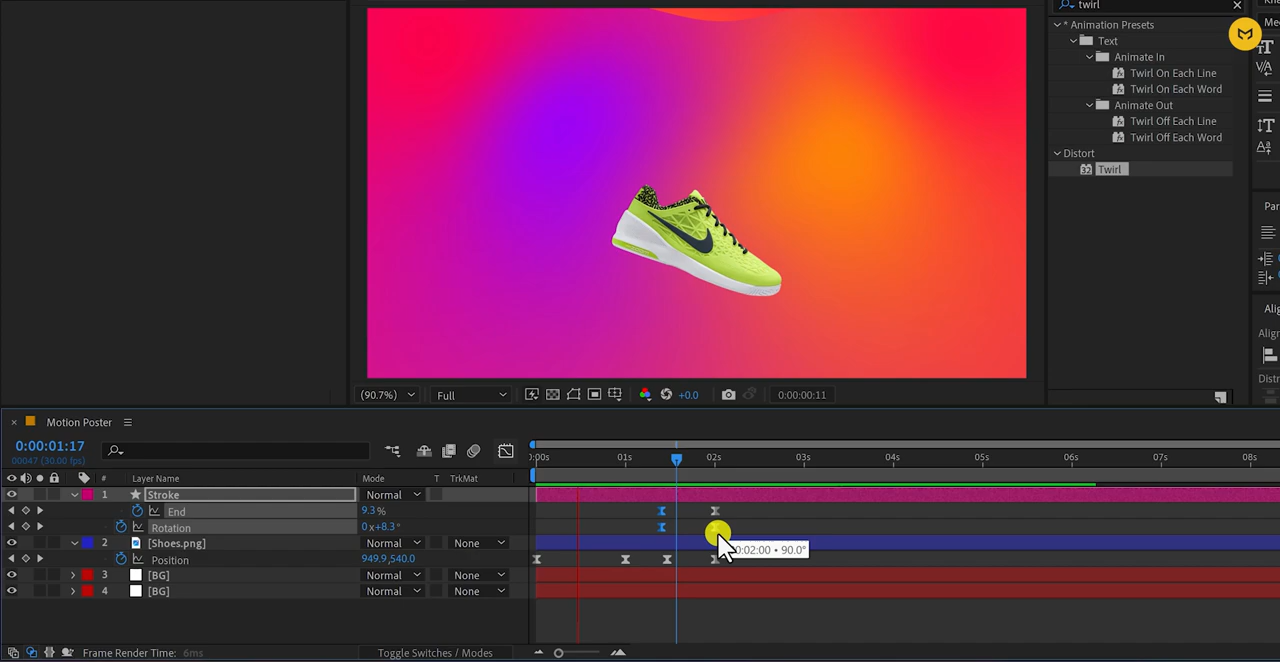 twirl
* Animation Presets
Text
Animate In
Twirl On Each Line
Twirl On Each Word
Animate Out
Twirl Off Each Line
Twirl Off Each Word
Distort
32 Twirl
Par
Alig
Align
Distr
(90.7%) Full +0.0 0:00:00:11
Motion Poster
0:00:01:17
00047 (30.00 fps)
# Layer Name Mode T TrkMat
:00s 01s 02s 03s 04s 05s 06s 07s 08s
1 Stroke Normal
End 9.3 %
Rotation 0x+8.3°
2 [Shoes.png] Normal None
0:02:00 • 90.0°
Position 949.9,540.0
3 [BG] Normal None
4 [BG] Normal None
Frame Render Time: 6ms Toggle Switches / Modes